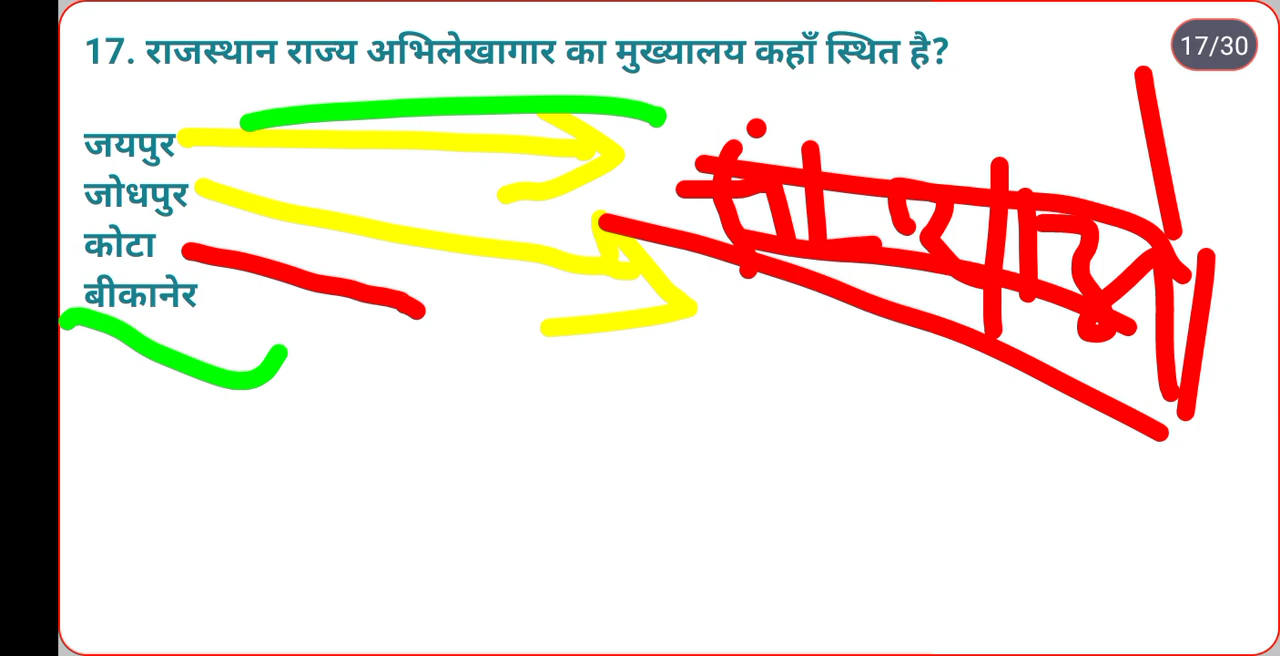 17. राजस्थान राज्य अभिलेखागार का मुख्यालय कहाँ स्थित है?
17/30
जयपुर
जोधपुर
कोटा
बीकानेर